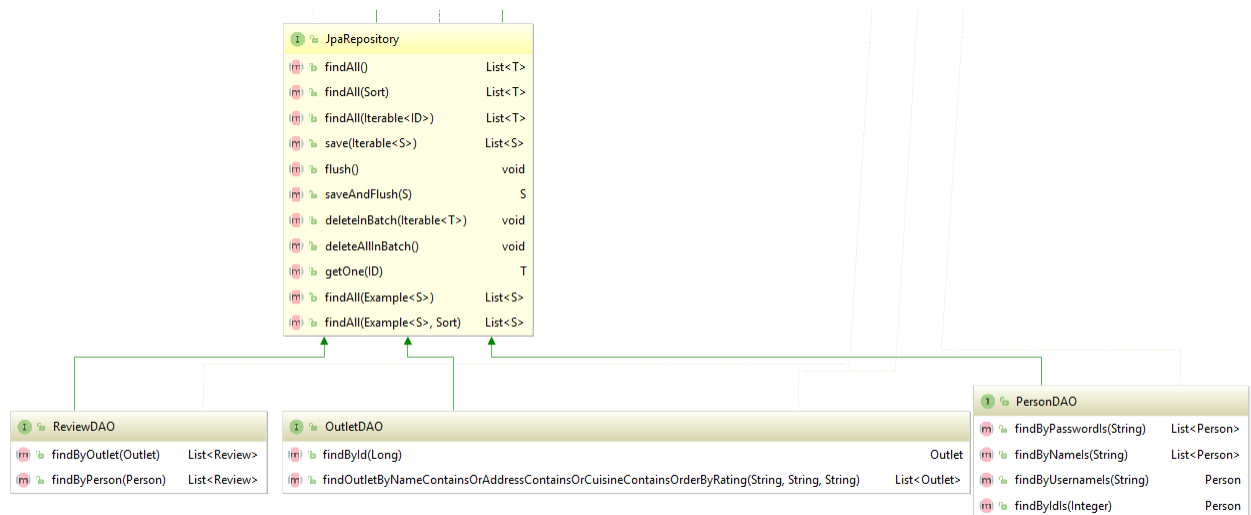 JpaRepository
findAll() List<T>
findAll(Sort) List<T>
findAll(Iterable<ID>) List<T>
save(Iterable<S>) List<S>
flush() void
saveAndFlush(S) S
deleteInBatch(Iterable<T>) void
deleteAllInBatch() void
getOne(ID) T
findAll(Example<S>) List<S>
findAll(Example<S>, Sort) List<S>
ReviewDAO
findByOutlet(Outlet) List<Review>
findByPerson(Person) List<Review>
OutletDAO
findById(Long) Outlet
findOutletByNameContainsOrAddressContainsOrCuisineContainsOrderByRating(String, String, String) List<Outlet>
PersonDAO
findByPasswordIs(String) List<Person>
findByNameIs(String) List<Person>
findByUsernameIs(String) Person
findByIdIs(Integer) Person